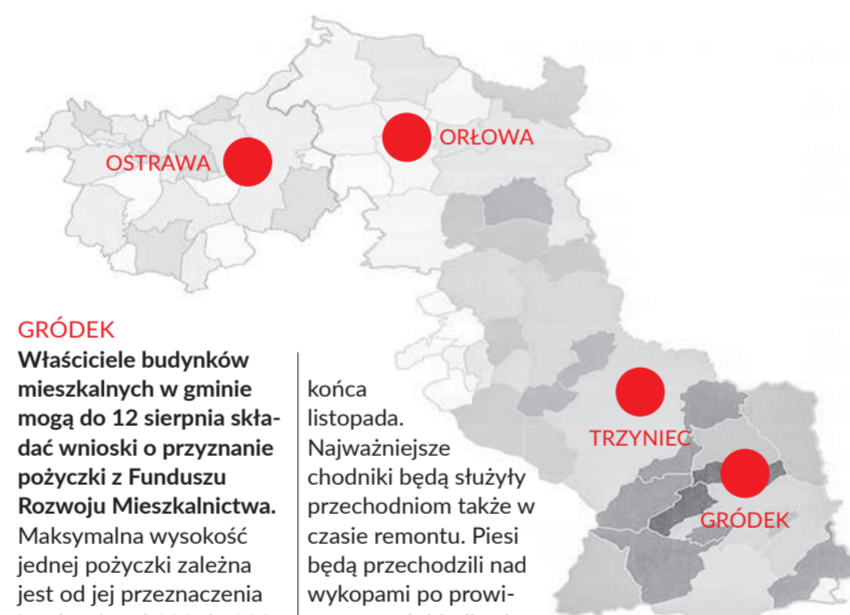 OSTRAWA
ORŁOWA
TRZYNIEC
GRÓDEK
GRÓDEK
Właściciele budynków
mieszkalnych w gminie
mogą do 12 sierpnia skła-
dać wnioski o przyznanie
pożyczki z Funduszu
Rozwoju Mieszkalnictwa.
Maksymalna wysokość
jednej pożyczki zależna
jest od jej przeznaczenia
końca
listopada.
Najważniejsze
chodniki będą służyły
przechodniom także w
czasie remontu. Piesi
będą przechodzili nad
wykopami po prowi-